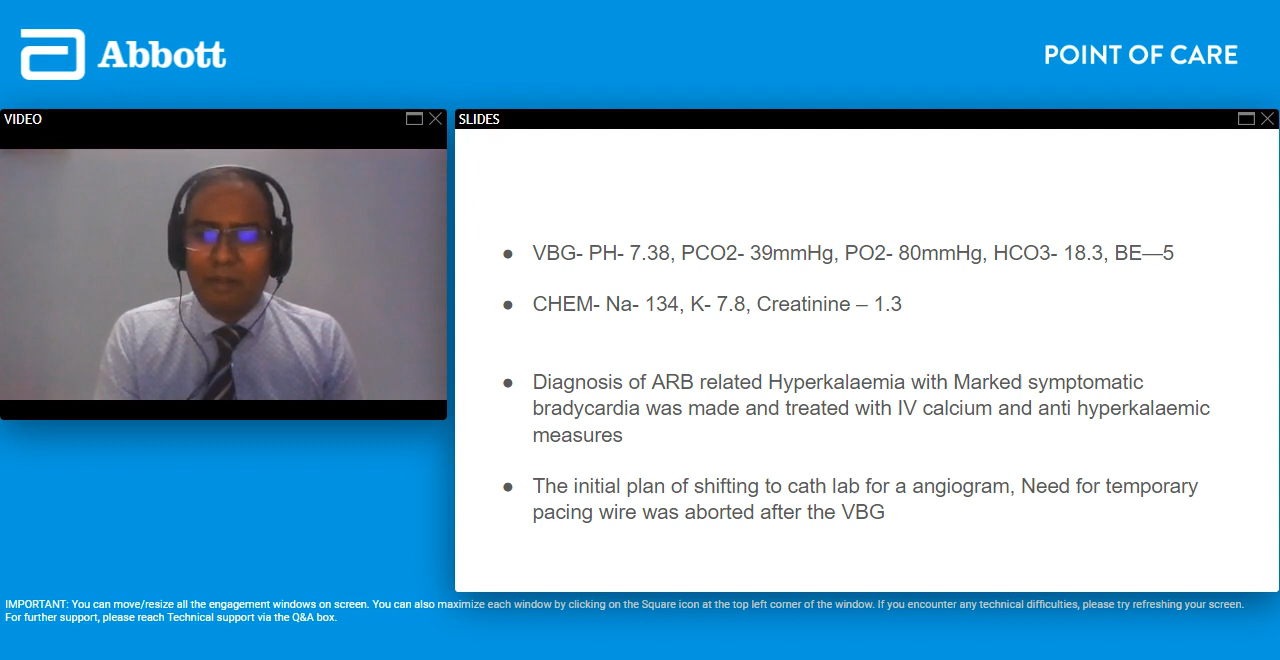 Abbott
POINT OF CARE
VIDEO
SLIDES
● VBG- PH- 7.38, PCO2- 39mmHg, PO2- 80mmHg, HCO3- 18.3, BE—5
● CHEM- Na- 134, K- 7.8, Creatinine – 1.3
● Diagnosis of ARB related Hyperkalaemia with Marked symptomatic
bradycardia was made and treated with IV calcium and anti hyperkalaemic
measures
● The initial plan of shifting to cath lab for a angiogram, Need for temporary
pacing wire was aborted after the VBG
IMPORTANT: You can move/resize all the engagement windows on screen. You can also maximize each window by clicking on the Square icon at the top left corner of the window. If you encounter any technical difficulties, please try refreshing your screen.
For further support, please reach Technical support via the Q&A box.